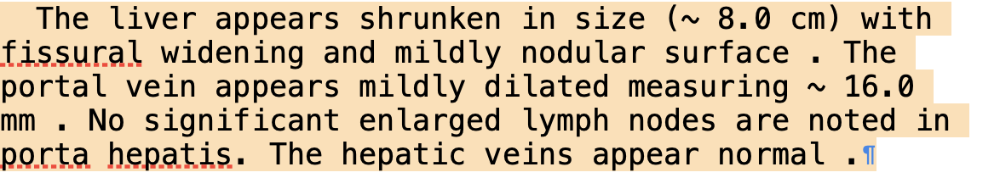 The liver appears shrunken in size (~ 8.0 cm) with
fissural widening and mildly nodular surface . The
portal vein appears mildly dilated measuring ~ 16.0
mm . No significant enlarged lymph nodes are noted in
porta hepatis. The hepatic veins appear normal .¶